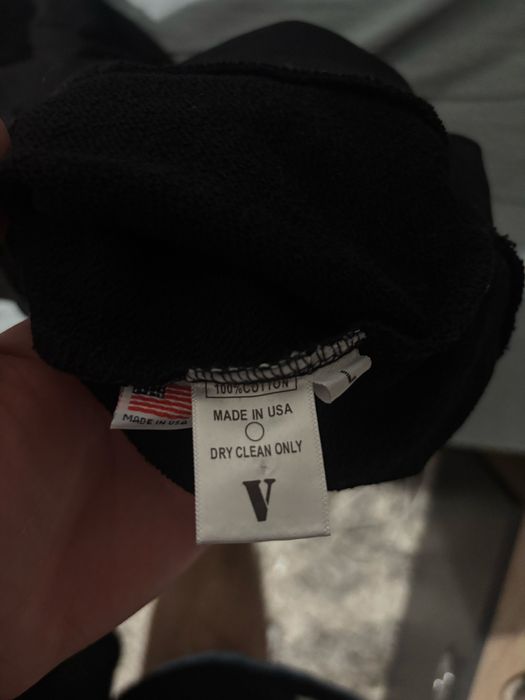 100%COTTON
MADE IN USA
DRY CLEAN ONLY
V
MADE IN USA
L